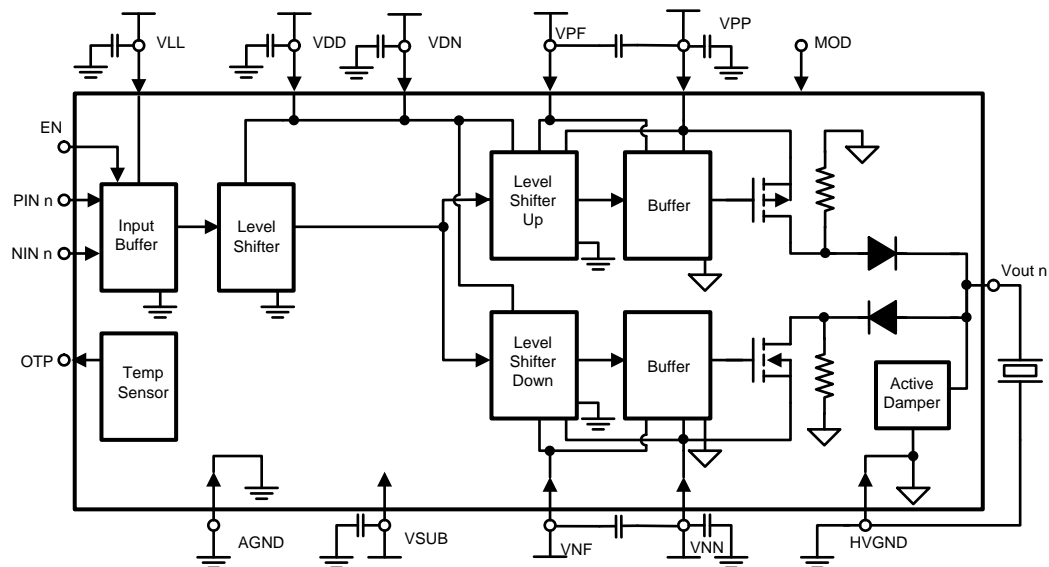 VLL
VDD
VDN
VPF
VPP
MOD
EN
PIN n
NIN n
OTP
Input
Buffer
Level
Shifter
Level
Shifter
Up
Buffer
Vout n
Temp
Sensor
Level
Shifter
Down
Buffer
Active
Damper
AGND
VSUB
VNF
VNN
HVGND